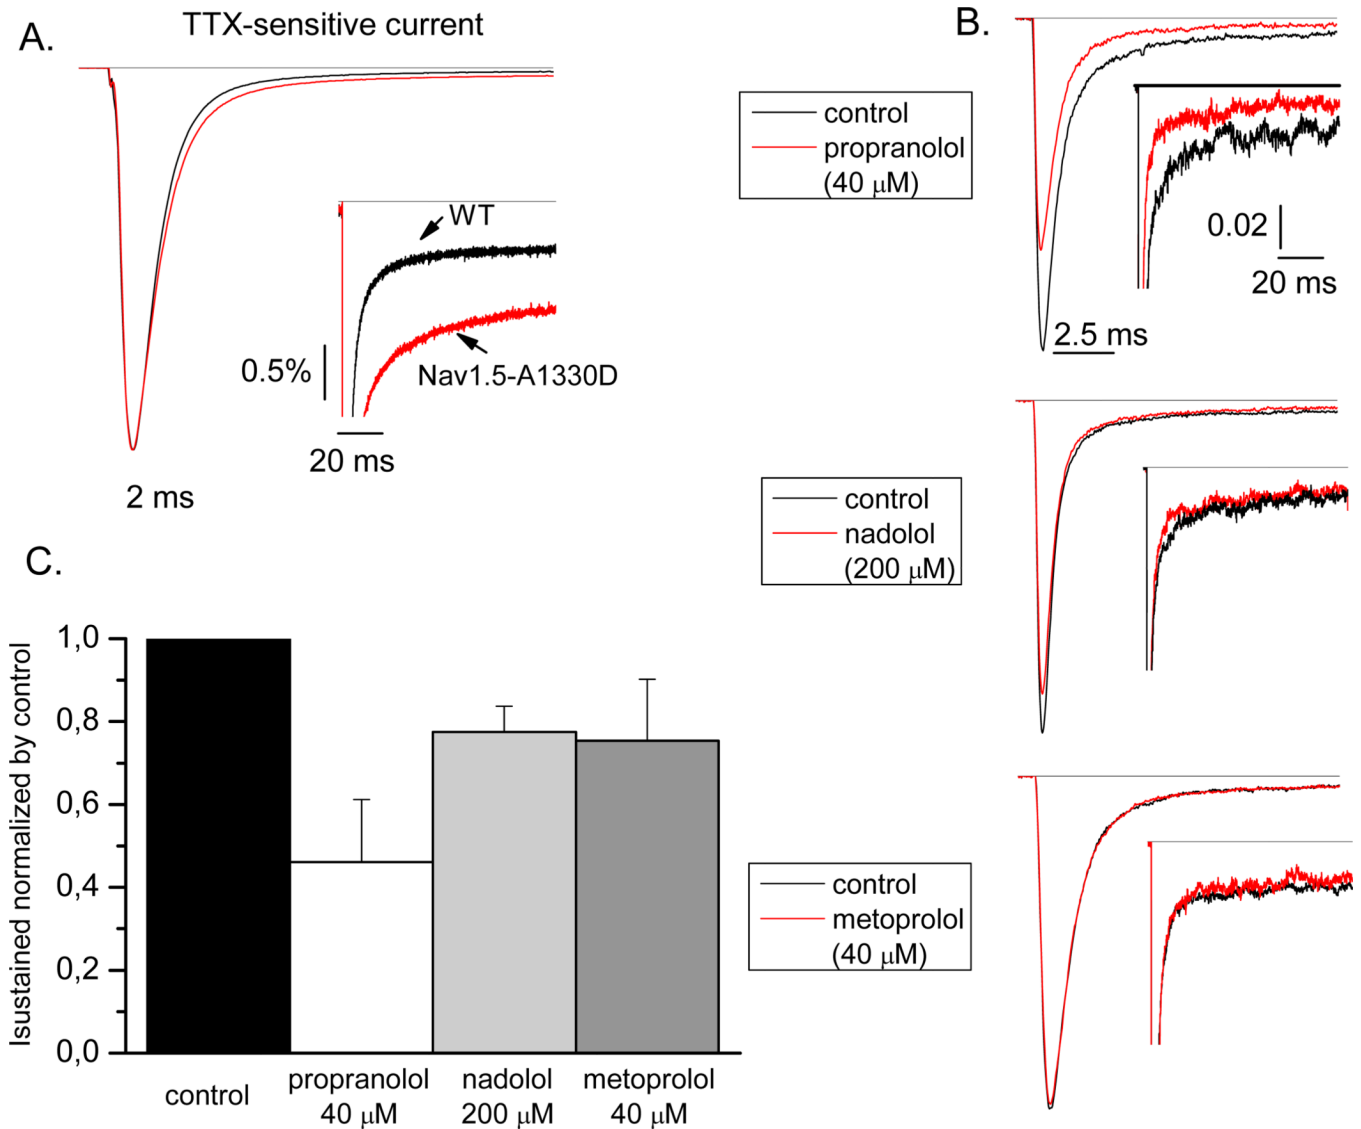 A.
TTX-sensitive current
WT
0.5%
Nav1.5-A1330D
20 ms
2 ms
B.
control
propranolol
(40 μM)
0.02
20 ms
2.5 ms
control
nadolol
(200 μM)
control
metoprolol
(40 μM)
C.
Isustained normalized by control
1,0
0,8
0,6
0,4
0,2
0,0
control
propranolol
40 μM
nadolol
200 μM
metoprolol
40 μM